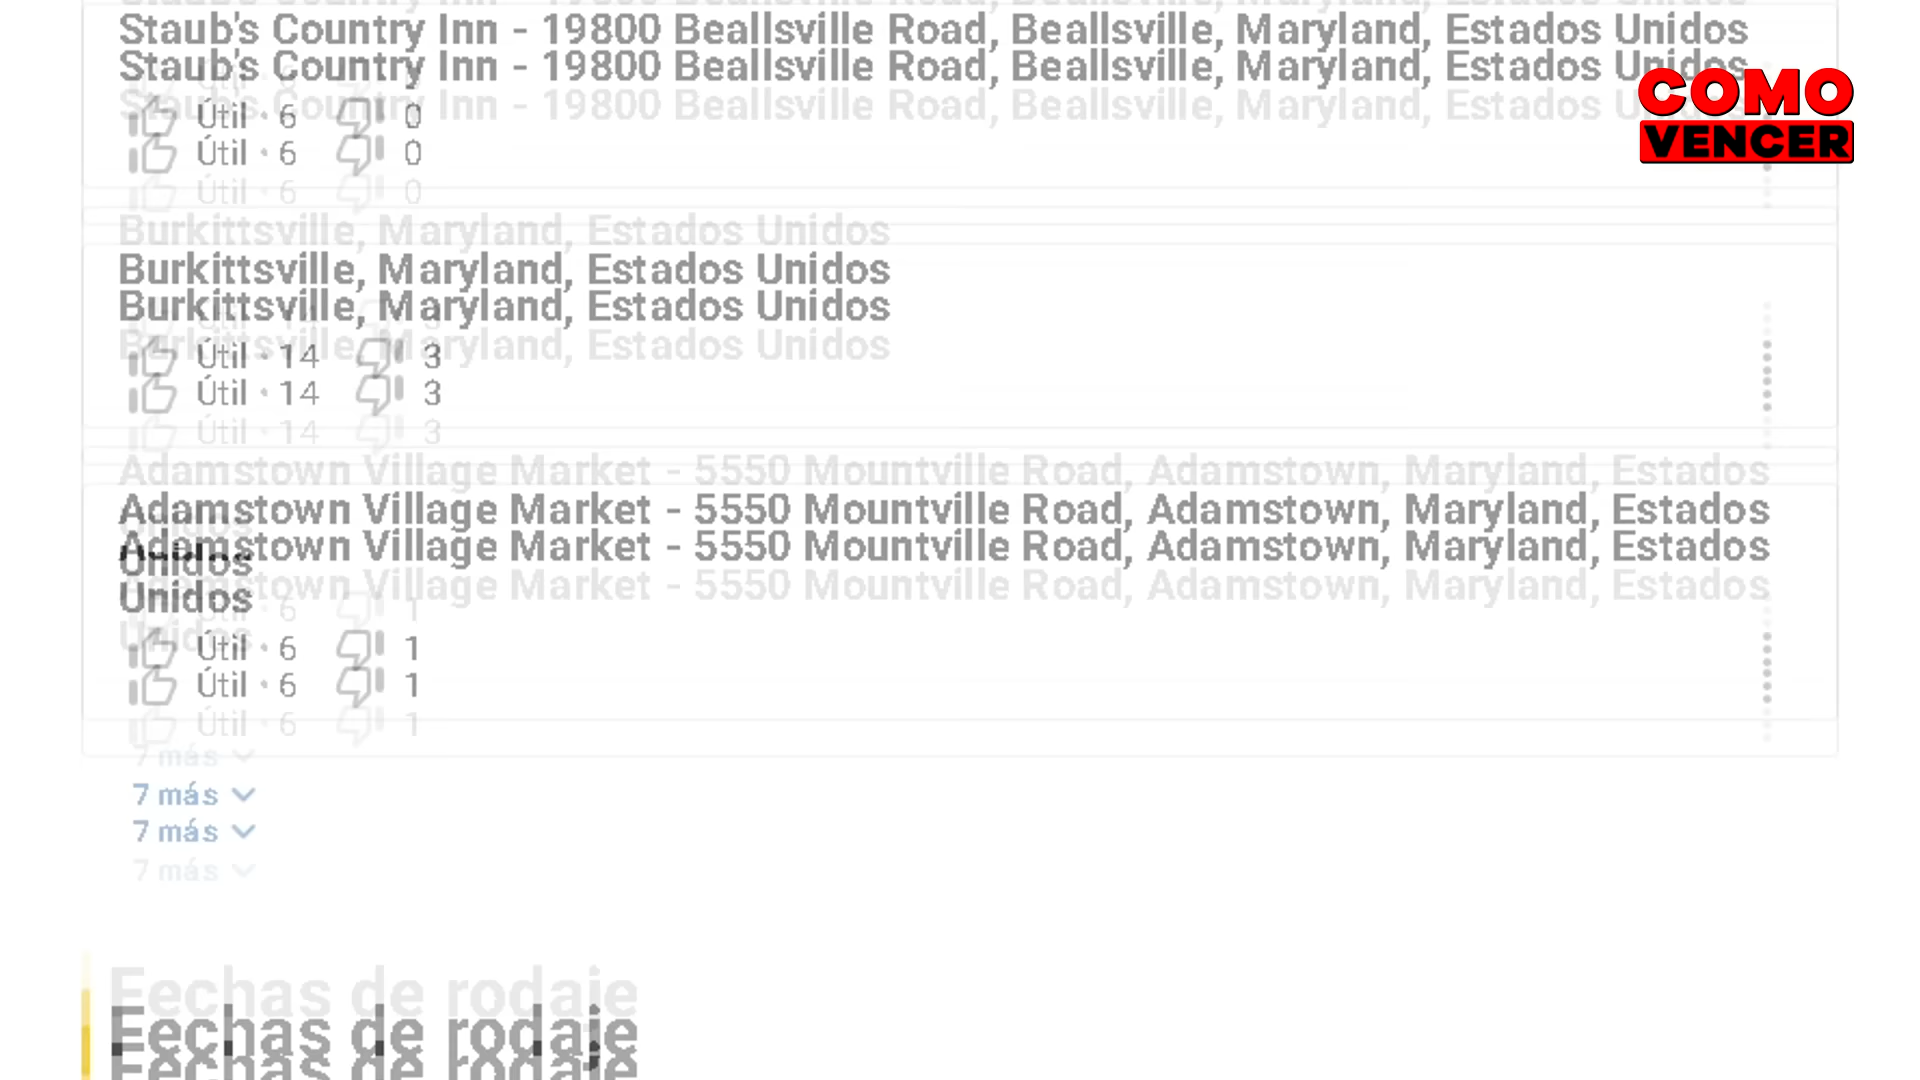 Staub's Country Inn - 19800 Beallsville Road, Beallsville, Maryland, Estados Unidos
COMO
VENCER
Útil · 6 0
Burkittsville, Maryland, Estados Unidos
Útil · 14 3
Adamstown Village Market - 5550 Mountville Road, Adamstown, Maryland, Estados
Unidos
Útil · 6 1
7 más
Fechas de rodaje